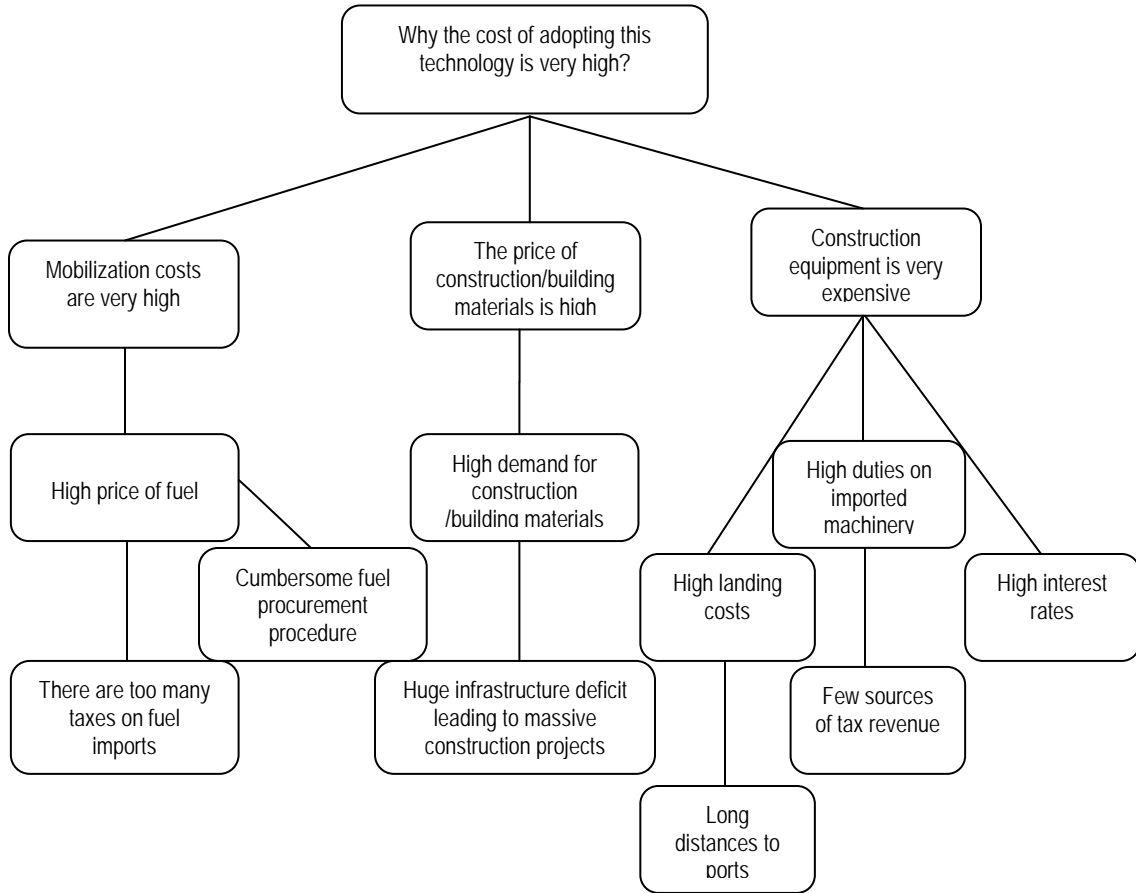 Why the cost of adopting this
technology is very high?
Mobilization costs
are very high
The price of
construction/building
materials is high
Construction
equipment is very
expensive
High price of fuel
High demand for
construction
/building materials
High duties on
imported
machinery
Cumbersome fuel
procurement
procedure
High landing
costs
High interest
rates
There are too many
taxes on fuel
imports
Huge infrastructure deficit
leading to massive
construction projects
Few sources
of tax revenue
Long
distances to
ports